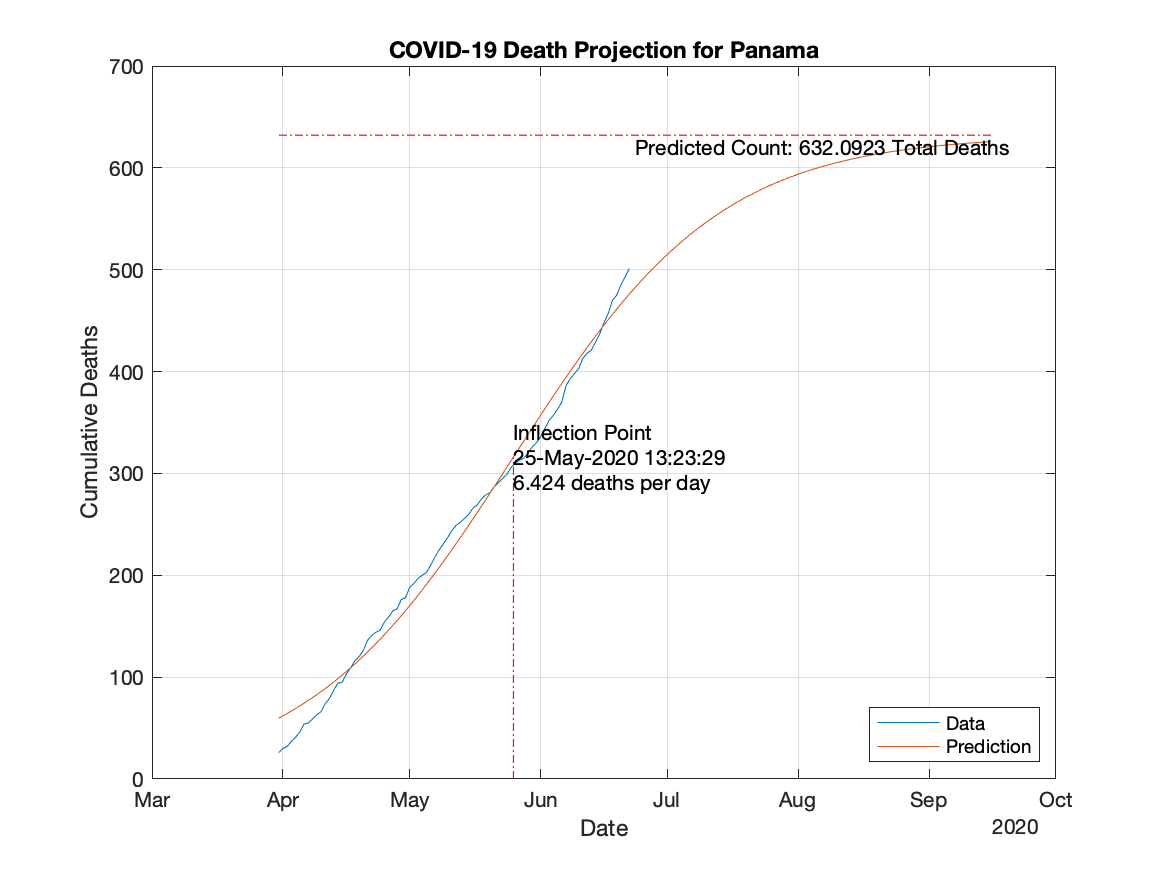 COVID-19 Death Projection for Panama
700
600
500
400
300
200
100
0
Cumulative Deaths
Predicted Count: 632.0923 Total Deaths
Inflection Point
25-May-2020 13:23:29
6.424 deaths per day
Data
Prediction
Mar Apr May Jun Jul Aug Sep Oct
Date
2020